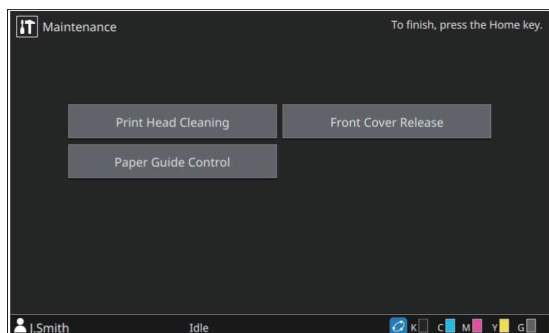 Maintenance
To finish, press the Home key.
Print Head Cleaning
Front Cover Release
Paper Guide Control
J.Smith
Idle
K C M Y G